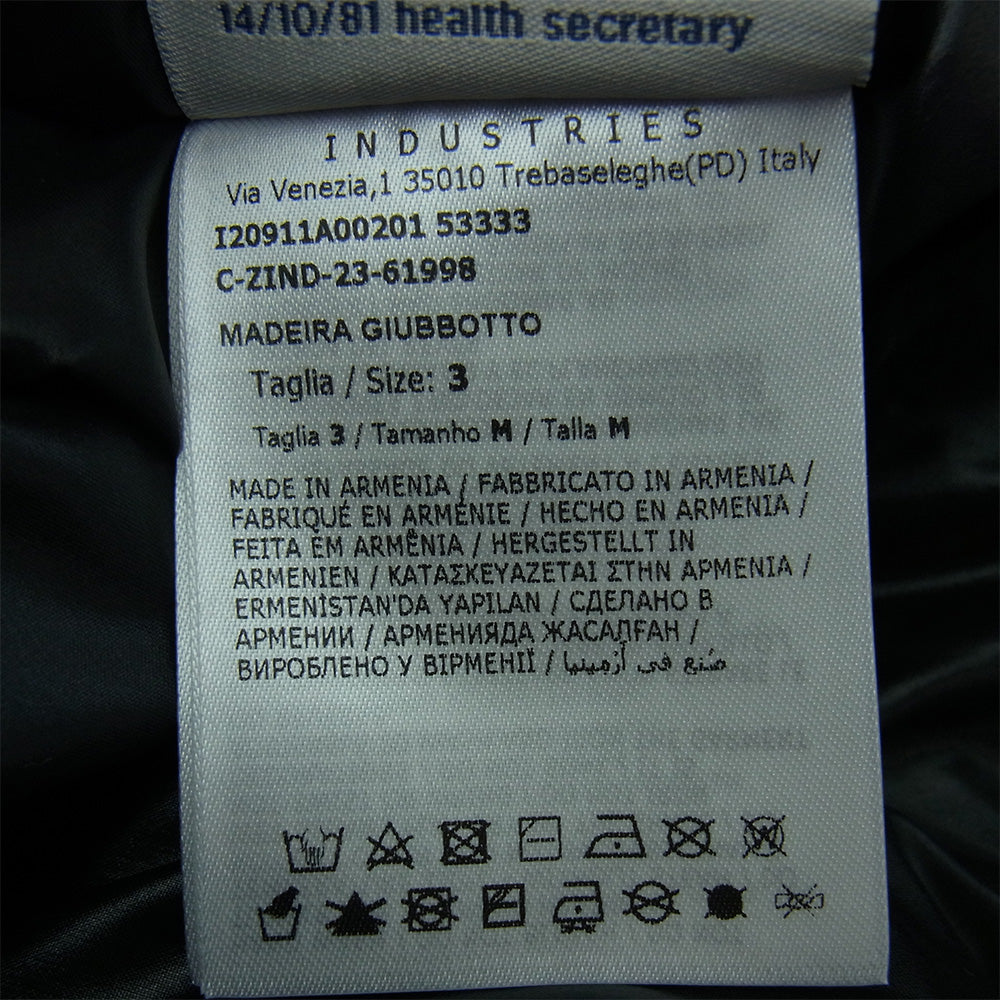 14/10/81 health secretary
INDUSTRIES
Via Venezia,1 35010 Trebaseleghe(PD) Italy
I20911A00201 53333
C-ZIND-23-61998
MADEIRA GIUBBOTTO
Taglia / Size: 3
Taglia 3 / Tamanho M / Talla M
MADE IN ARMENIA / FABBRICATO IN ARMENIA /
FABRIQUÉ EN ARMÉNIE / HECHO EN ARMENIA /
FEITA EM ARMÊNIA / HERGESTELLT IN
ARMENIEN / ΚΑΤΑΣΚΕΥΑΖΕΤΑΙ ΣΤΗΝ ΑΡΜΕΝΙΑ /
ERMENİSTAN'DA YAPILAN / СДЕЛАНО В
АРМЕНИИ / АРМЕНИЯДА ЖАСАЛҒАН /
ВИРОБЛЕНО У ВІРМЕНІЇ / صُنع في أرمينيا